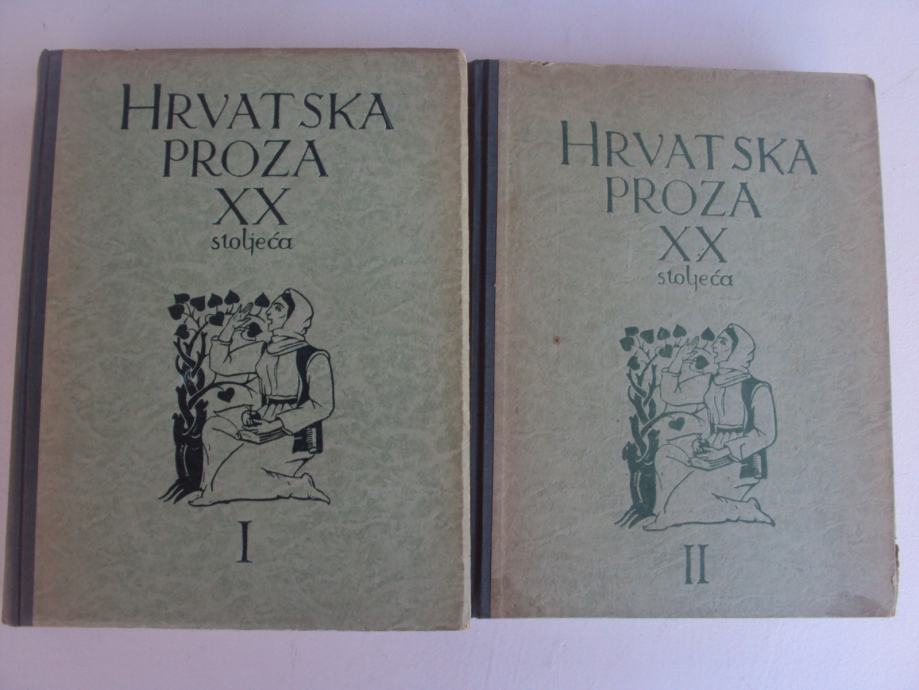 HRVATSKA
PROZA
XX
stoljeća
I
HRVATSKA
PROZA
XX
stoljeća
II